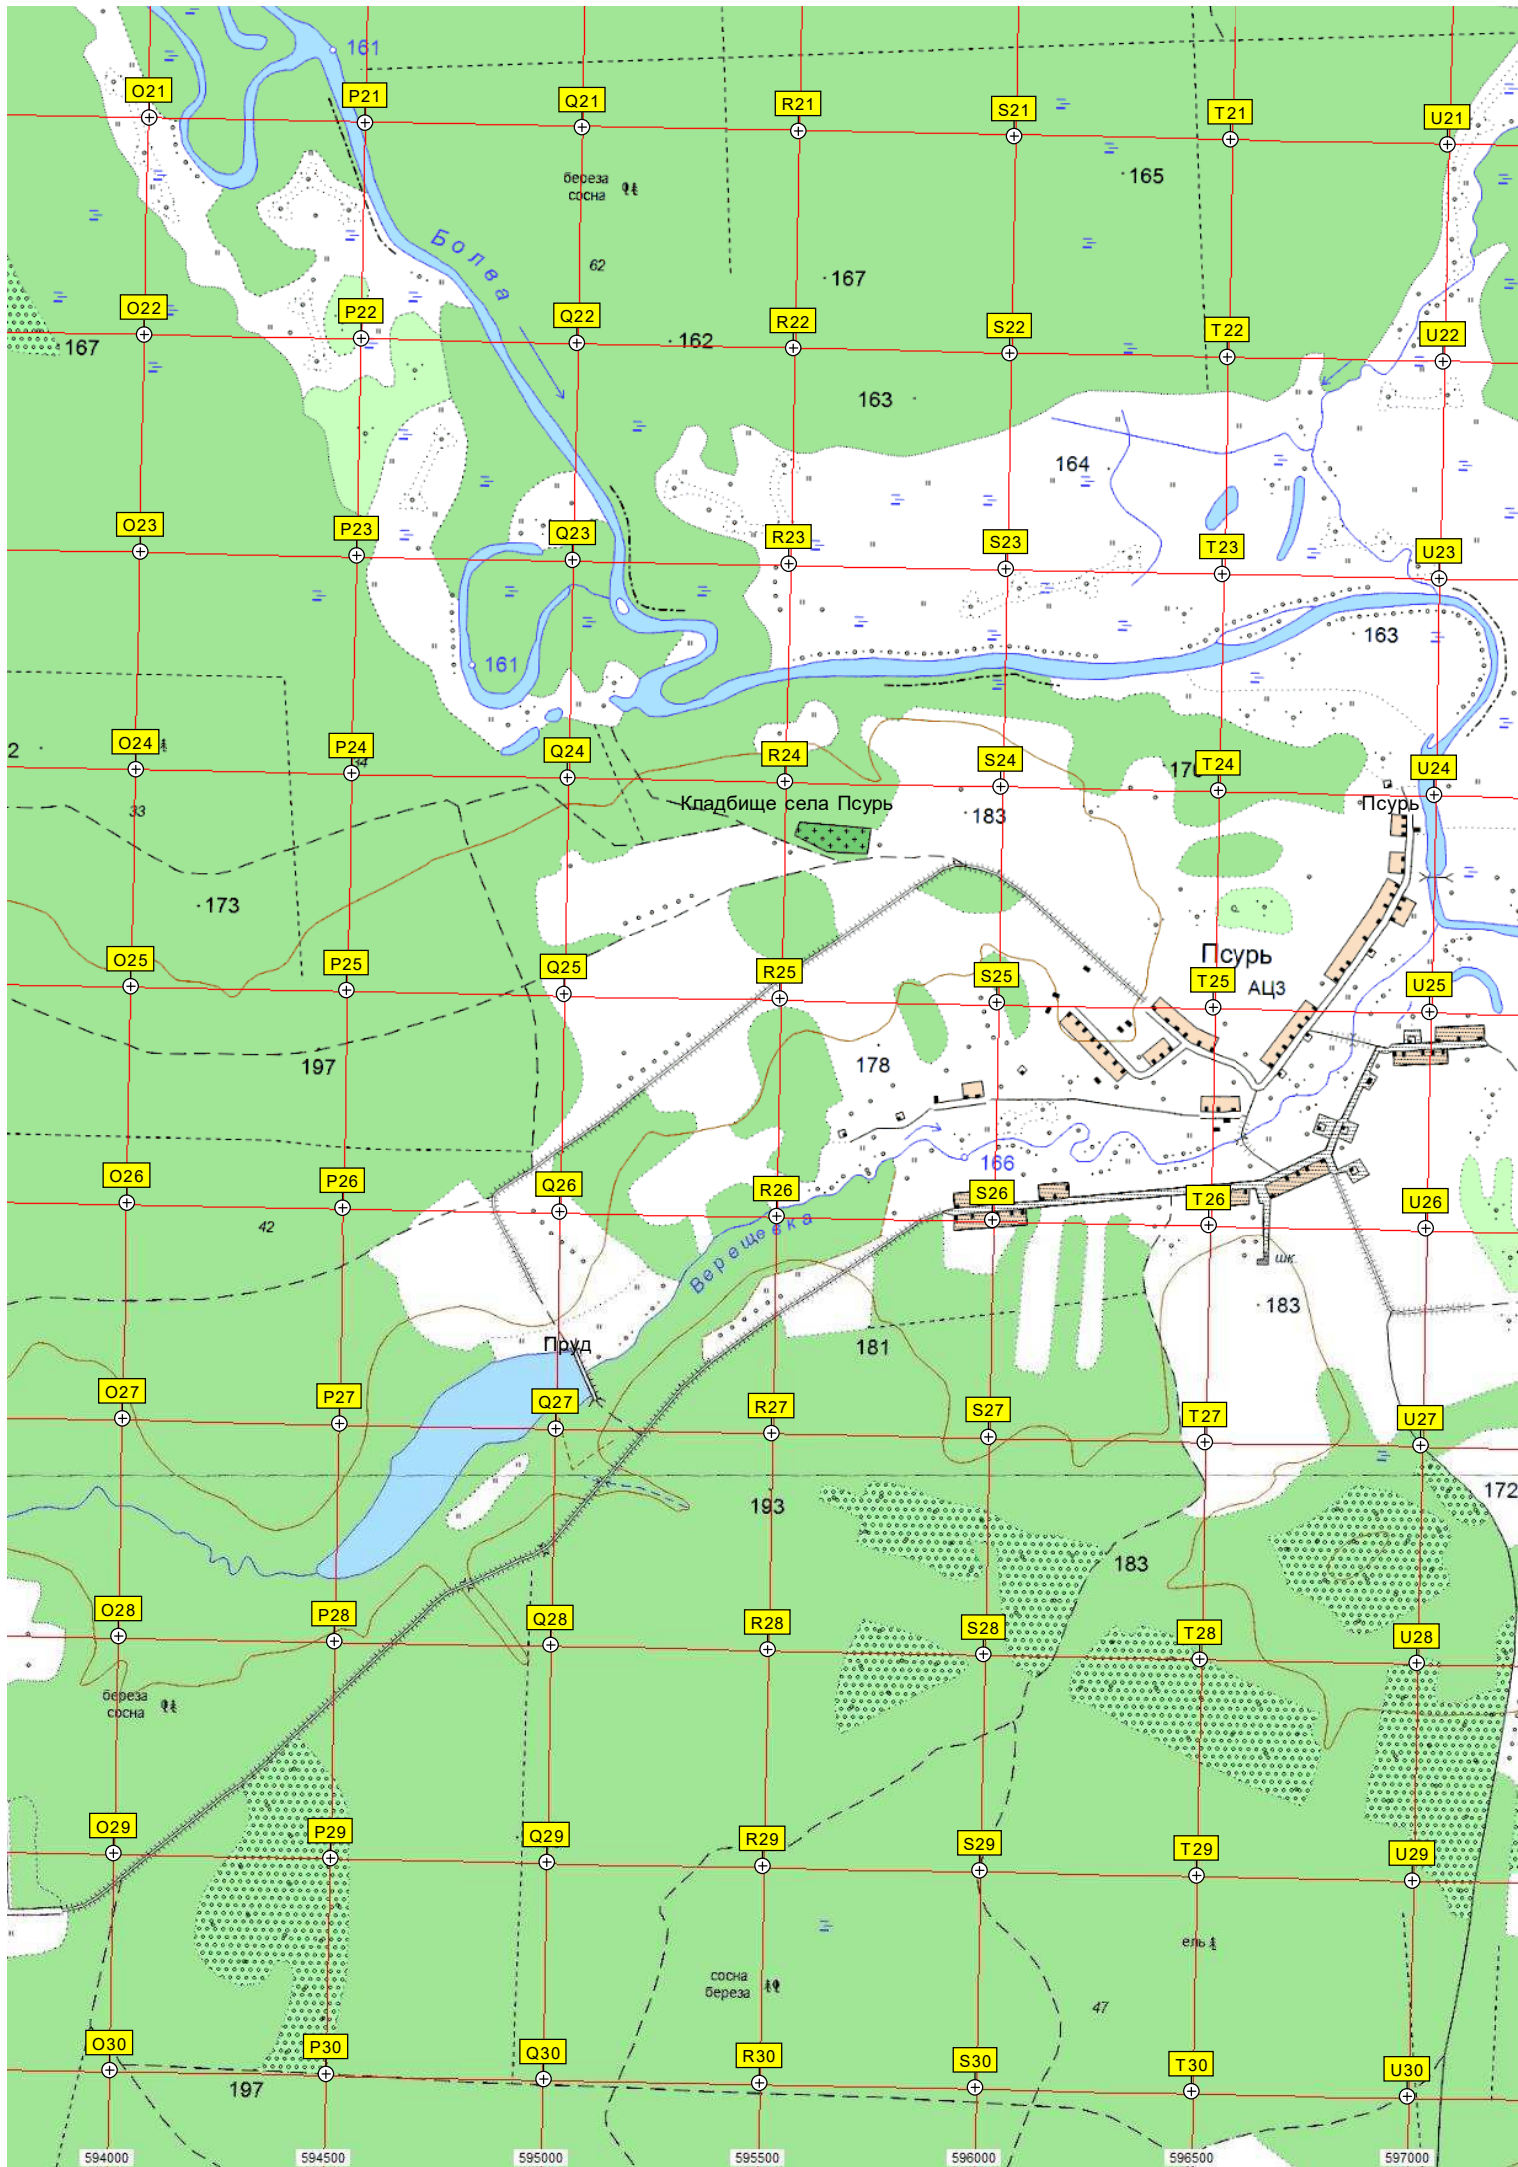 161
O21
P21
Q21
R21
S21
T21
U21
165
береза
сосна
Болва
62
167
O22
P22
Q22
R22
S22
T22
U22
167
162
163
164
O23
P23
Q23
R23
S23
T23
U23
163
161
2
O24
P24
Q24
R24
S24
T24
U24
34
170
33
Кладбище села Псурь
183
Псурь
173
Псурь
АЦЗ
O25
P25
Q25
R25
S25
T25
U25
197
178
166
O26
P26
Q26
R26
S26
T26
U26
42
Верещевка
шк.
183
Пруд
181
O27
P27
Q27
R27
S27
T27
U27
172
193
183
O28
P28
Q28
R28
S28
T28
U28
береза
сосна
O29
P29
Q29
R29
S29
T29
U29
ель
сосна
береза
47
O30
P30
Q30
R30
S30
T30
U30
197
594000
594500
595000
595500
596000
596500
597000